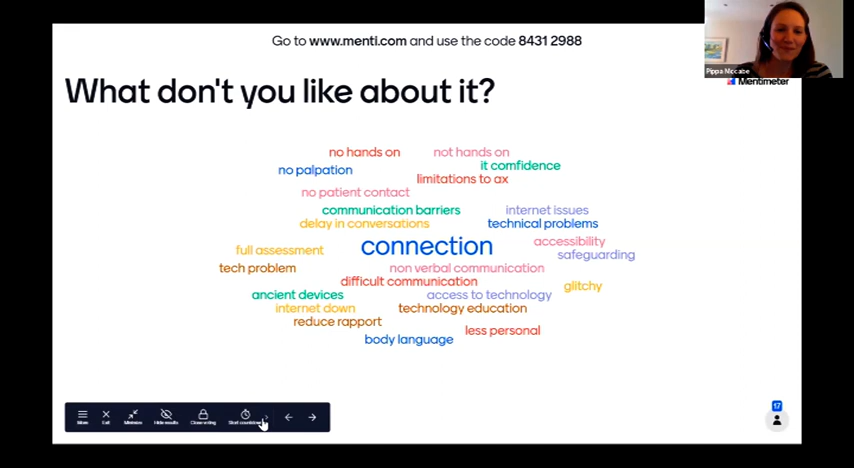 Go to www.menti.com and use the code 8431 2988
Pippa Mccabe
Mentimeter
What don't you like about it?
no hands on
not hands on
no palpation
it comfidence
limitations to ax
no patient contact
communication barriers
internet issues
delay in conversations
technical problems
connection
accessibility
full assessment
safeguarding
tech problem
non verbal communication
difficult communication
glitchy
ancient devices
access to technology
internet down
technology education
reduce rapport
less personal
body language
More
Exit
Minimize
Hide results
Close voting
Start countdown
17